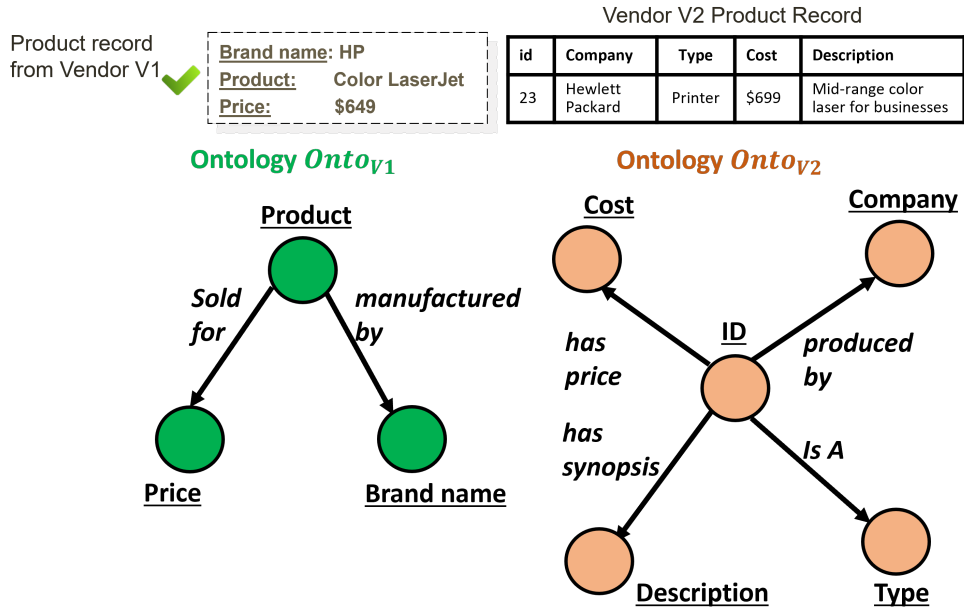 Product record
from Vendor V1
Brand name: HP
Product: Color LaserJet
Price: $649
Vendor V2 Product Record
id Company Type Cost Description
23 Hewlett Packard Printer $699 Mid-range color laser for businesses
Ontology OntoV1
Product
Sold
for
manufactured
by
Price
Brand name
Ontology OntoV2
Cost
Company
ID
has
price
produced
by
has
synopsis
Is A
Description
Type